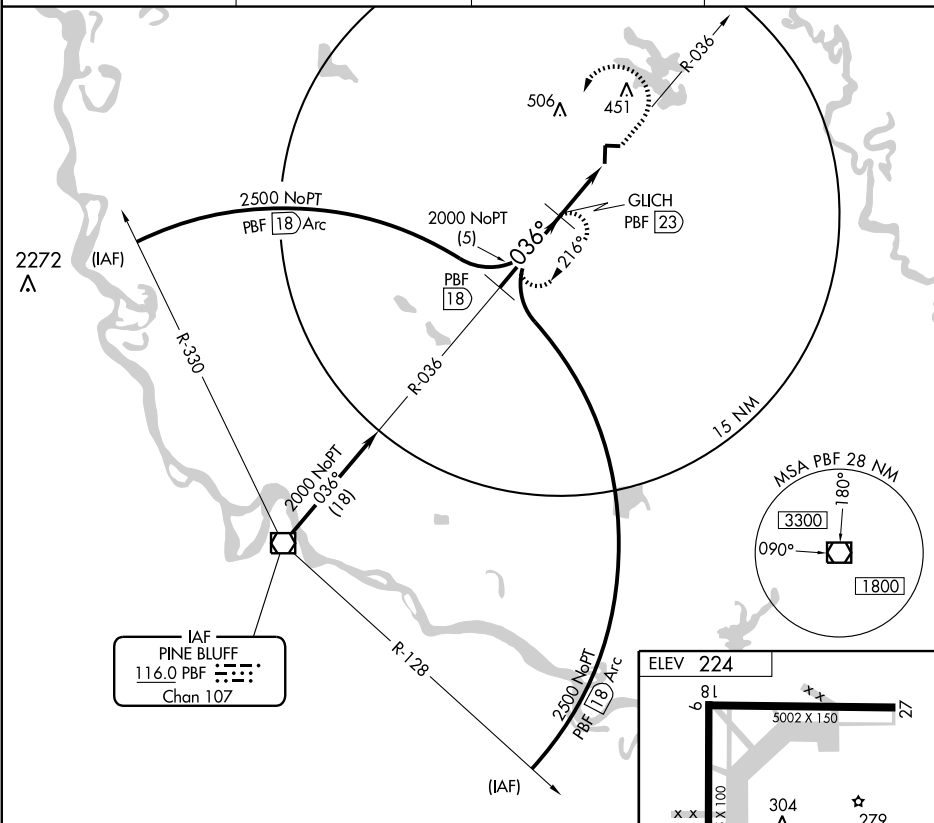 R-036
506
451
2500 NoPT
PBF 18 Arc
2000 NoPT
(5)
GLICH
PBF 23
036°
216°
2272
(IAF)
PBF
18
R-330
R-036
15 NM
2000 NoPT
036°
(18)
MSA PBF 28 NM
180°
3300
090°
1800
IAF
PINE BLUFF
116.0 PBF
Chan 107
R-128
2500 NoPT
PBF 18 Arc
(IAF)
ELEV 224
18
9
x x
27
5002 X 150
X 100
x x
304
279